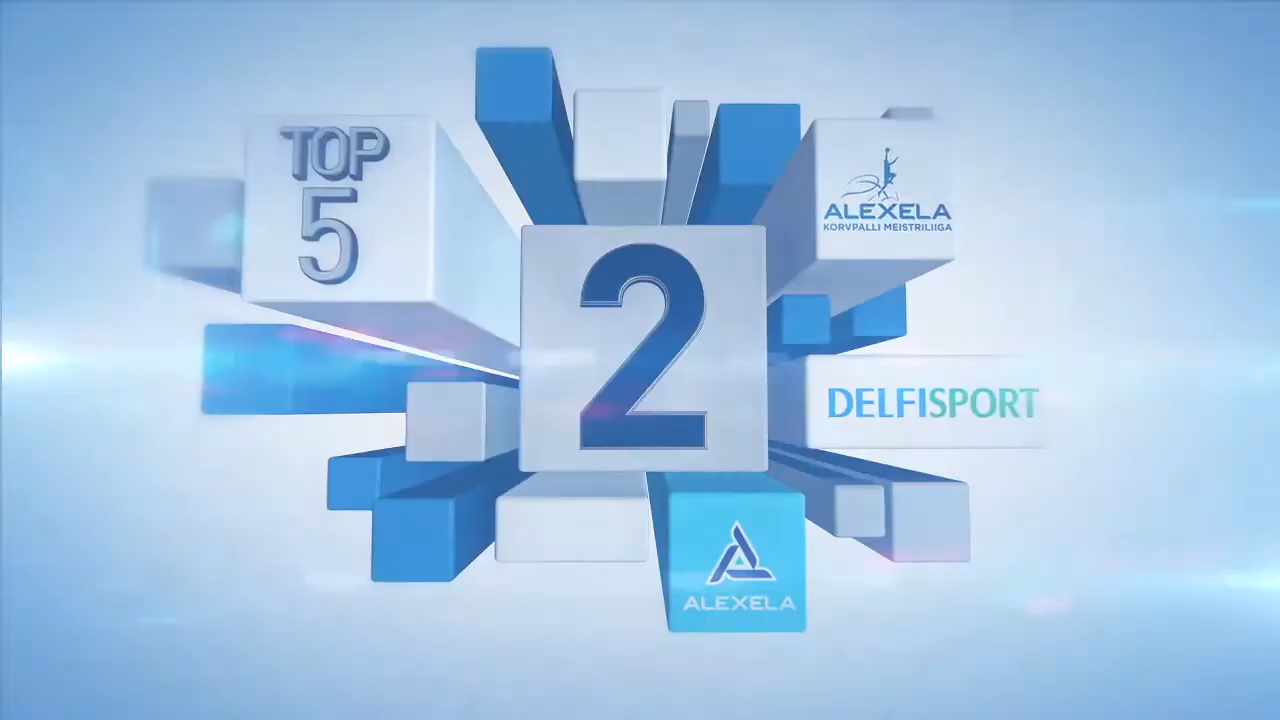 TOP
5
ALEXELA
KORVPALLI MEISTRILIIGA
2
DELFISPORT
ALEXELA